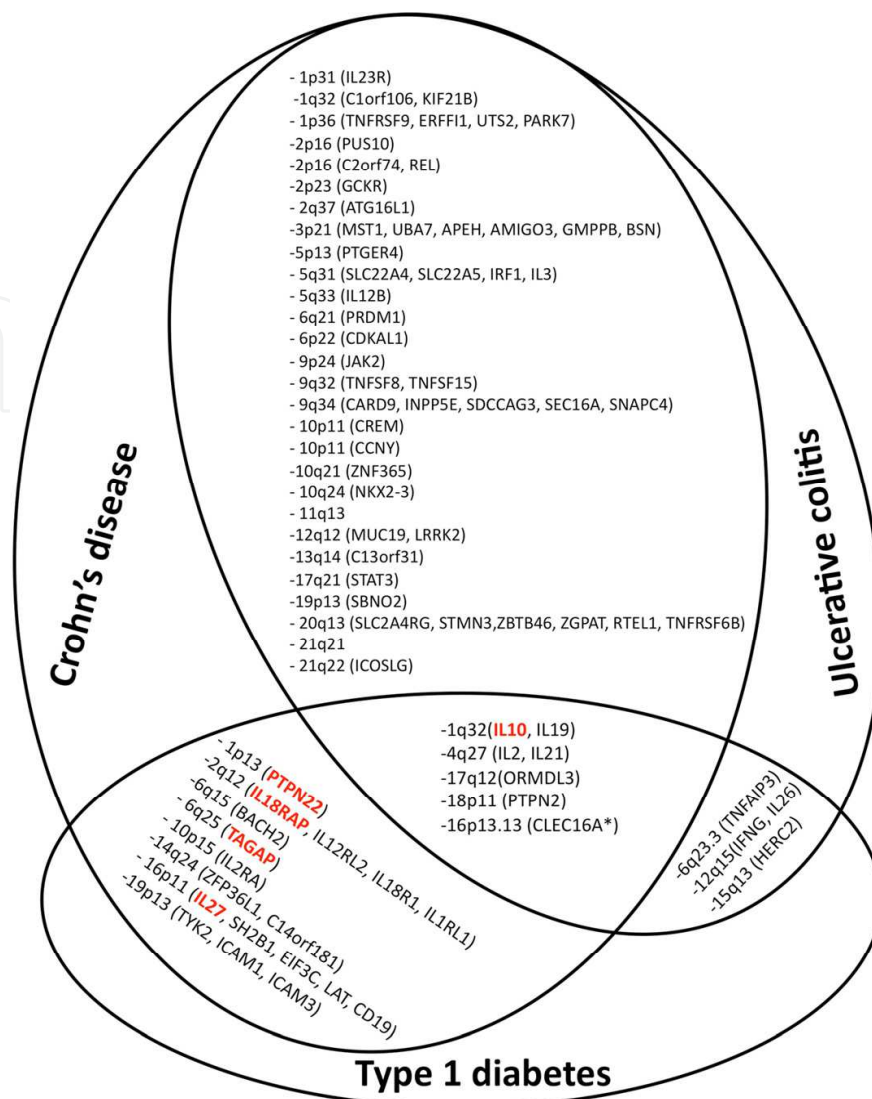 - 1p31 (IL23R)
-1q32 (C1orf106, KIF21B)
- 1p36 (TNFRSF9, ERFFI1, UTS2, PARK7)
-2p16 (PUS10)
-2p16 (C2orf74, REL)
-2p23 (GCKR)
- 2q37 (ATG16L1)
-3p21 (MST1, UBA7, APEH, AMIGO3, GMPPB, BSN)
-5p13 (PTGER4)
- 5q31 (SLC22A4, SLC22A5, IRF1, IL3)
- 5q33 (IL12B)
- 6q21 (PRDM1)
- 6p22 (CDKAL1)
- 9p24 (JAK2)
- 9q32 (TNFSF8, TNFSF15)
- 9q34 (CARD9, INPP5E, SDCCAG3, SEC16A, SNAPC4)
- 10p11 (CREM)
- 10p11 (CCNY)
-10q21 (ZNF365)
- 10q24 (NKX2-3)
- 11q13
-12q12 (MUC19, LRRK2)
-13q14 (C13orf31)
-17q21 (STAT3)
-19p13 (SBNO2)
- 20q13 (SLC2A4RG, STMN3,ZBTB46, ZGPAT, RTEL1, TNFRSF6B)
- 21q21
- 21q22 (ICOSLG)
Crohn's disease
Ulcerative colitis
-1q32(IL10, IL19)
-4q27 (IL2, IL21)
-17q12(ORMDL3)
-18p11 (PTPN2)
-16p13.13 (CLEC16A*)
- 1p13 (PTPN22)
-2q12 (IL18RAP, IL12RL2, IL18R1, IL1RL1)
-6q15 (BACH2)
- 6q25 (TAGAP)
- 10p15 (IL2RA)
-14q24 (ZFP36L1, C14orf181)
- 16p11 (IL27, SH2B1, EIF3C, LAT, CD19)
-19p13 (TYK2, ICAM1, ICAM3)
-6q23.3 (TNFAIP3)
-12q15(IFNG, IL26)
-15q13 (HERC2)
Type 1 diabetes